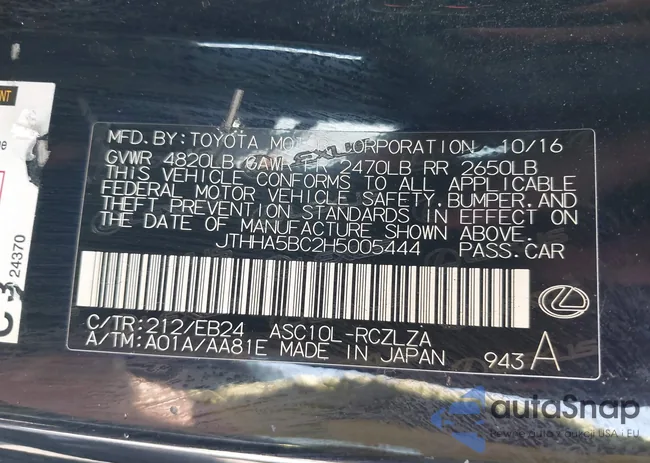 MFD.BY:TOYOTA MOTOR CORPORATION 10/16
GVWR 4820LB GAWR FR 2470LB RR 2650LB
THIS VEHICLE CONFORMS TO ALL APPLICABLE
FEDERAL MOTOR VEHICLE SAFETY,BUMPER,AND
THEFT PREVENTION STANDARDS IN EFFECT ON
THE DATE OF MANUFACTURE SHOWN ABOVE.
JTHHA5BC2H5005444 PASS.CAR
C/TR:212/EB24 ASC10L-RCZLZA
A/TM:A01A/AA81E MADE IN JAPAN 943 A
24370
autoSnap